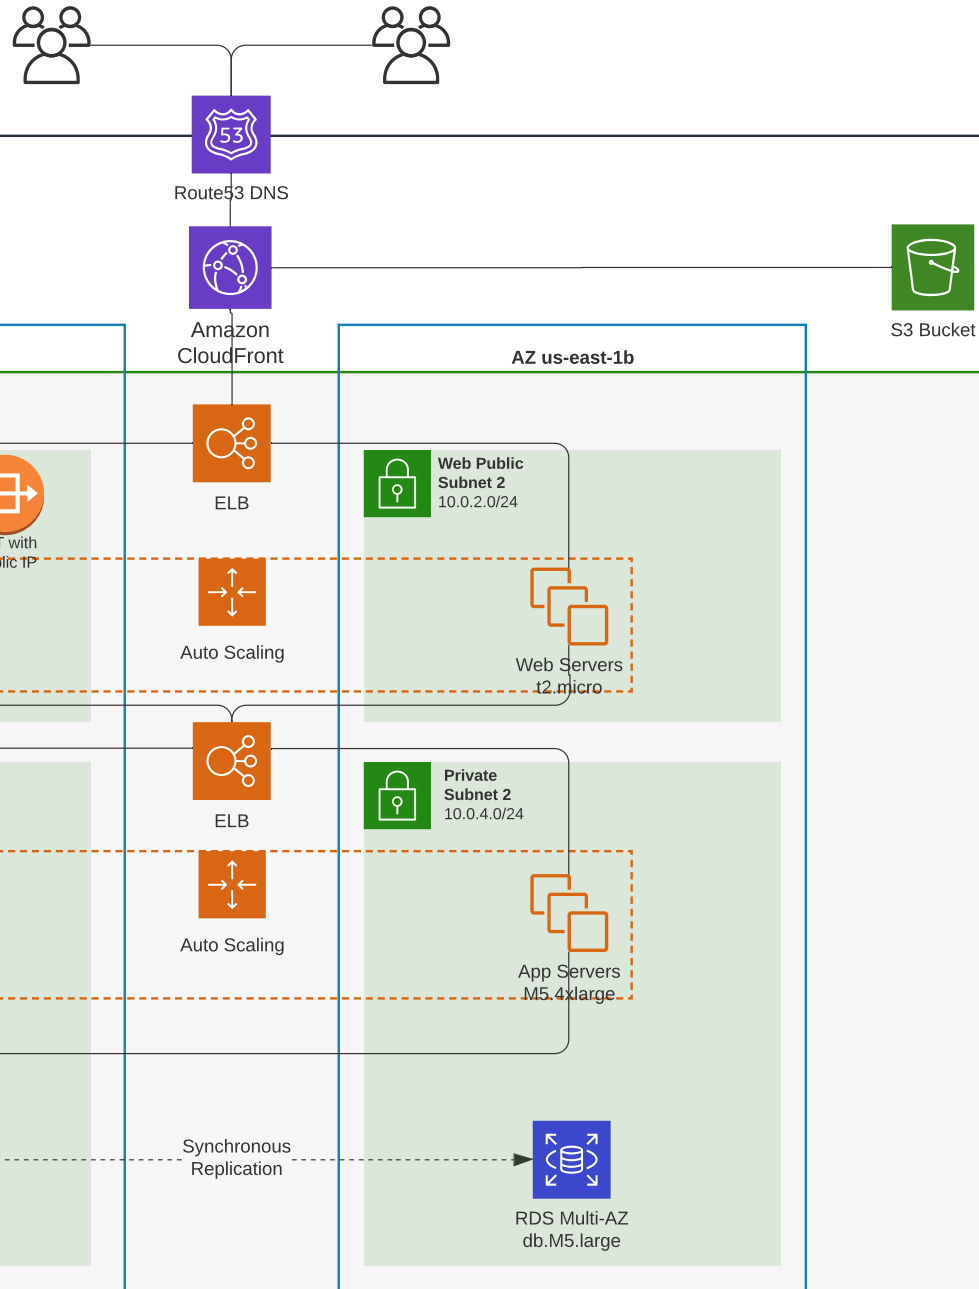 53
Route53 DNS
Amazon
CloudFront
S3 Bucket
AZ us-east-1b
ELB
Web Public
Subnet 2
10.0.2.0/24
with
IP
Auto Scaling
Web Servers
t2.micro
ELB
Private
Subnet 2
10.0.4.0/24
Auto Scaling
App Servers
M5.4xlarge
Synchronous
Replication
RDS Multi-AZ
db.M5.large